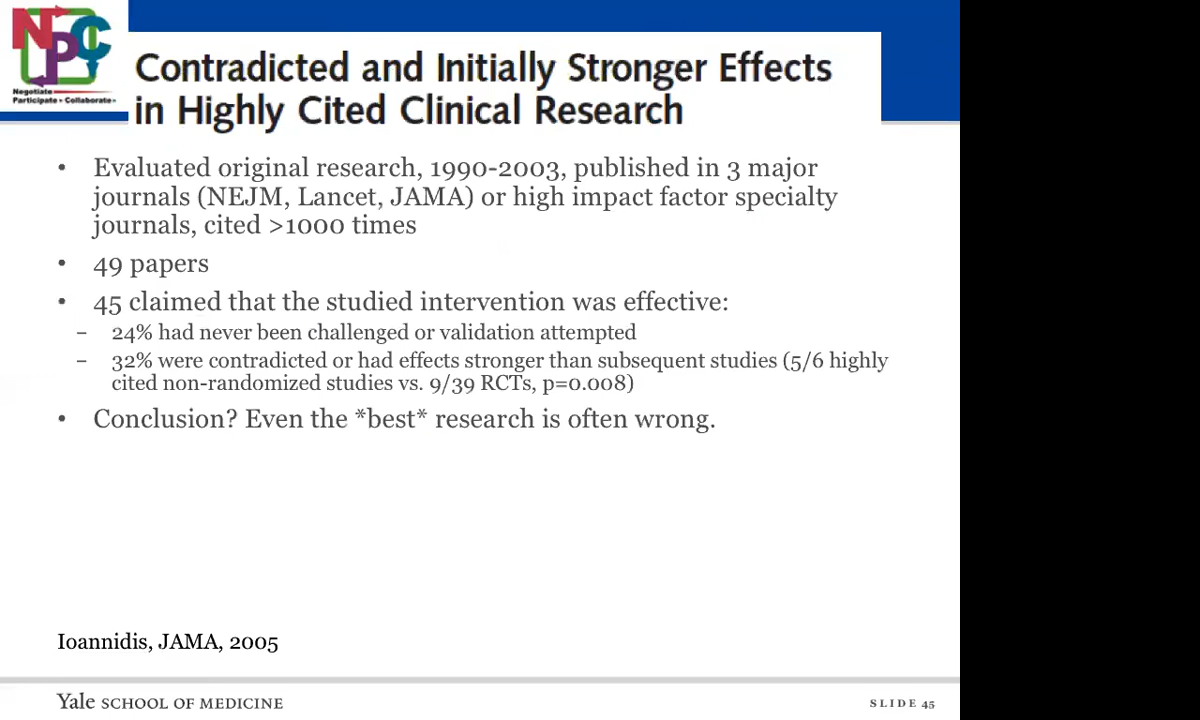 NPC
Negotiate
Participate • Collaborate
Contradicted and Initially Stronger Effects
in Highly Cited Clinical Research
• Evaluated original research, 1990-2003, published in 3 major
journals (NEJM, Lancet, JAMA) or high impact factor specialty
journals, cited >1000 times
• 49 papers
• 45 claimed that the studied intervention was effective:
– 24% had never been challenged or validation attempted
– 32% were contradicted or had effects stronger than subsequent studies (5/6 highly
cited non-randomized studies vs. 9/39 RCTs, p=0.008)
• Conclusion? Even the *best* research is often wrong.
Ioannidis, JAMA, 2005
Yale SCHOOL OF MEDICINE
SLIDE 45